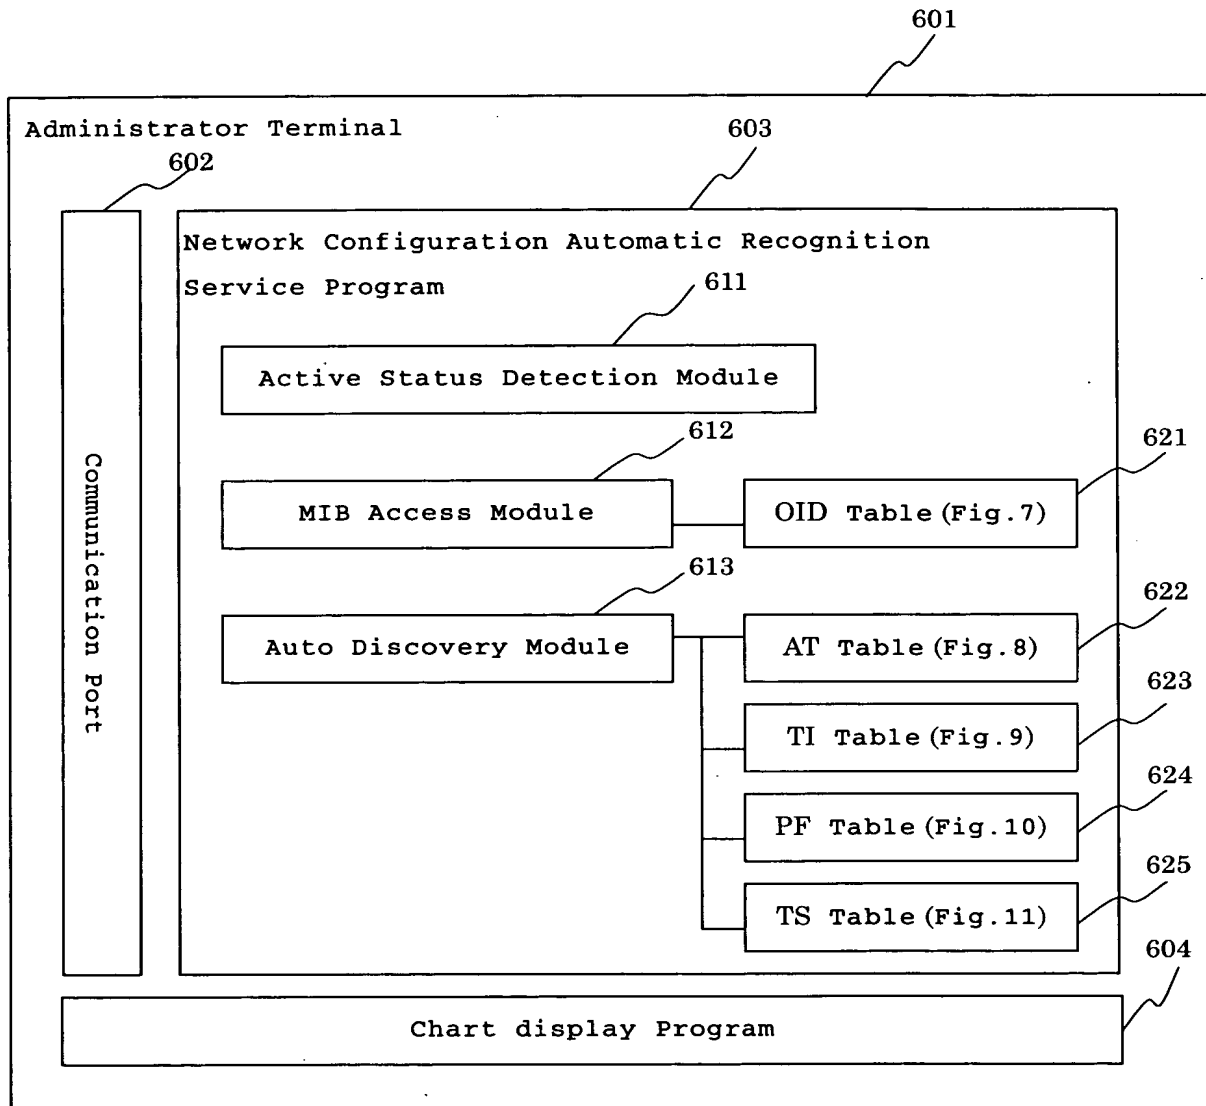 601
Administrator Terminal
602
603
Network Configuration Automatic Recognition
Service Program
611
Active Status Detection Module
612
621
MIB Access Module
OID Table (Fig.7)
613
622
Auto Discovery Module
AT Table (Fig.8)
623
TI Table (Fig.9)
624
PF Table (Fig.10)
625
TS Table (Fig.11)
Communication Port
604
Chart display Program